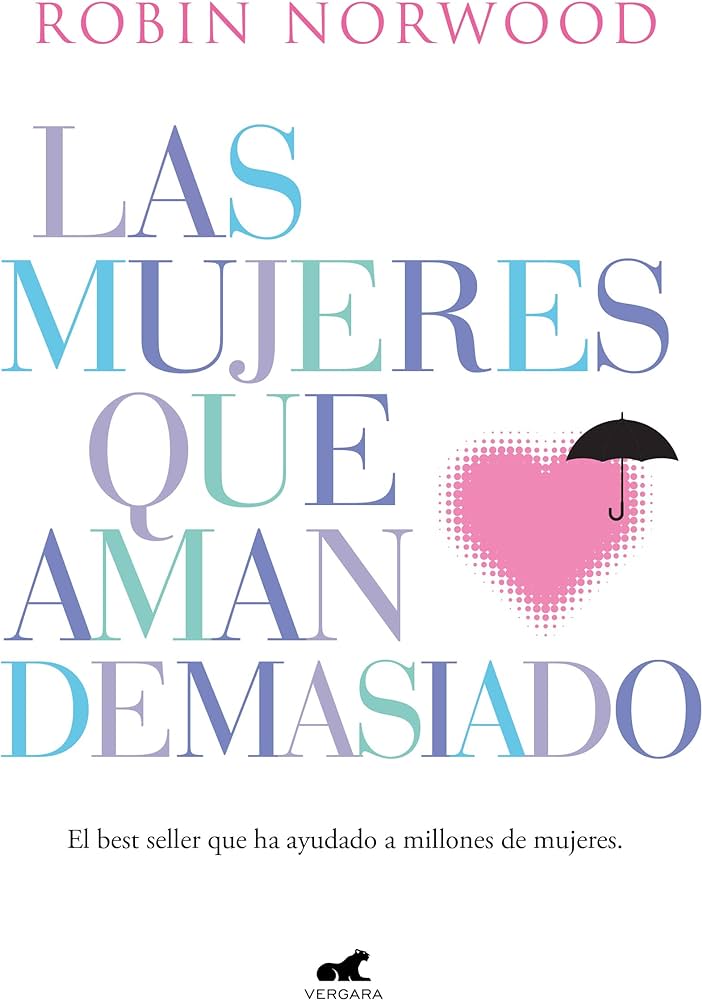 ROBIN NORWOOD
LAS
MUJERES
QUE
AMAN
DEMASIADO
El best seller que ha ayudado a millones de mujeres.
VERGARA